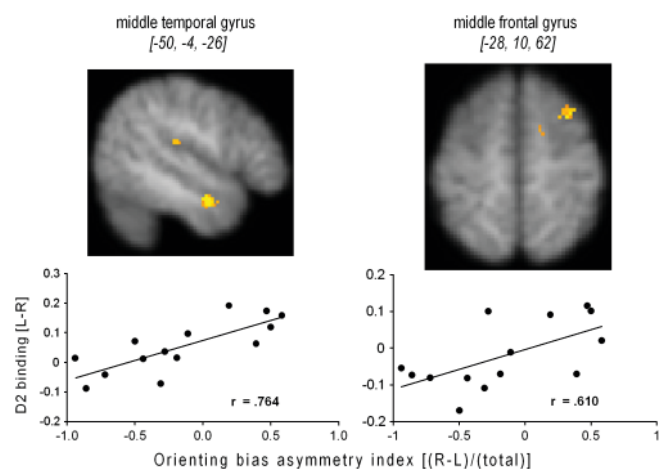 middle temporal gyrus
[-50, -4, -26]
middle frontal gyrus
[-28, 10, 62]
D2 binding [L-R]
0.3
0.2
0.1
0
-0.1
-0.2
-1.0
-0.5
0.0
0.5
1.0
r = .764
0.2
0.1
0
-0.1
0.2
-1
-0.5
0
0.5
1
r = .610
Orienting bias asymmetry index [(R-L)/(total)]